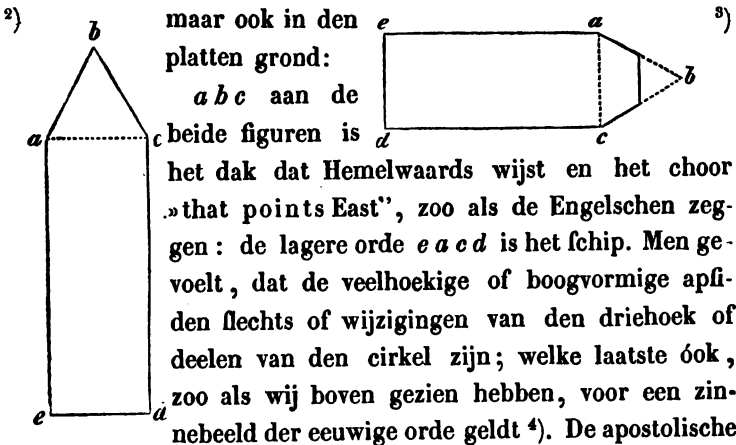 2)
b
a
c
e
d
maar ook in den
platten grond:
a b c aan de
beide figuren is
e
a
3)
b
d
c
het dak dat Hemelwaards wijst en het choor
»that points East”, zoo als de Engelschen zeg-
gen: de lagere orde e a c d is het ſchip. Men ge-
voelt, dat de veelhoekige of boogvormige apſi-
den ſlechts of wijzigingen van den driehoek of
deelen van den cirkel zijn; welke laatste óok,
zoo als wij boven gezien hebben, voor een zin-
nebeeld der eeuwige orde geldt 4). De apostolische